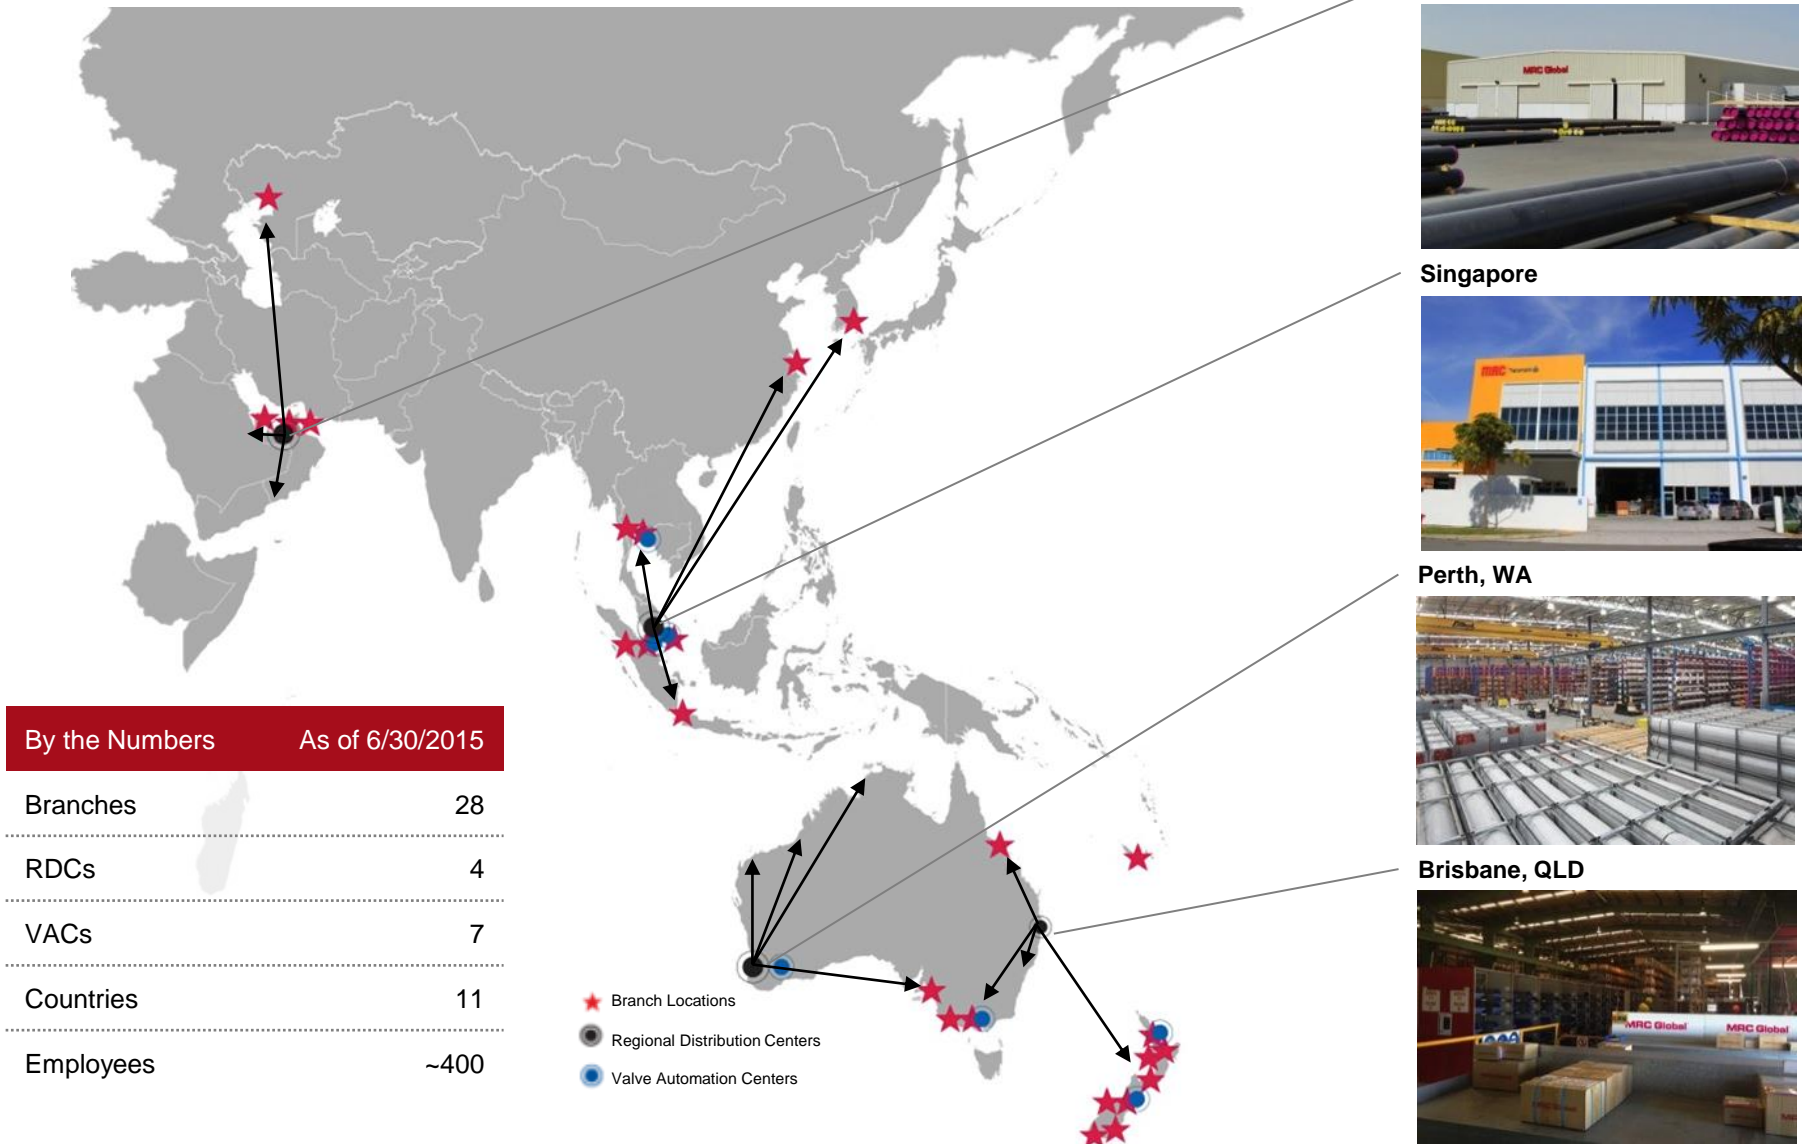 MRC Global
Singapore
MRC
Perth, WA
By the Numbers As of 6/30/2015
Branches 28
RDCs 4
VACs 7
Countries 11
Employees ~400
Branch Locations
Regional Distribution Centers
Valve Automation Centers
Brisbane, QLD
MRC Global MRC Global